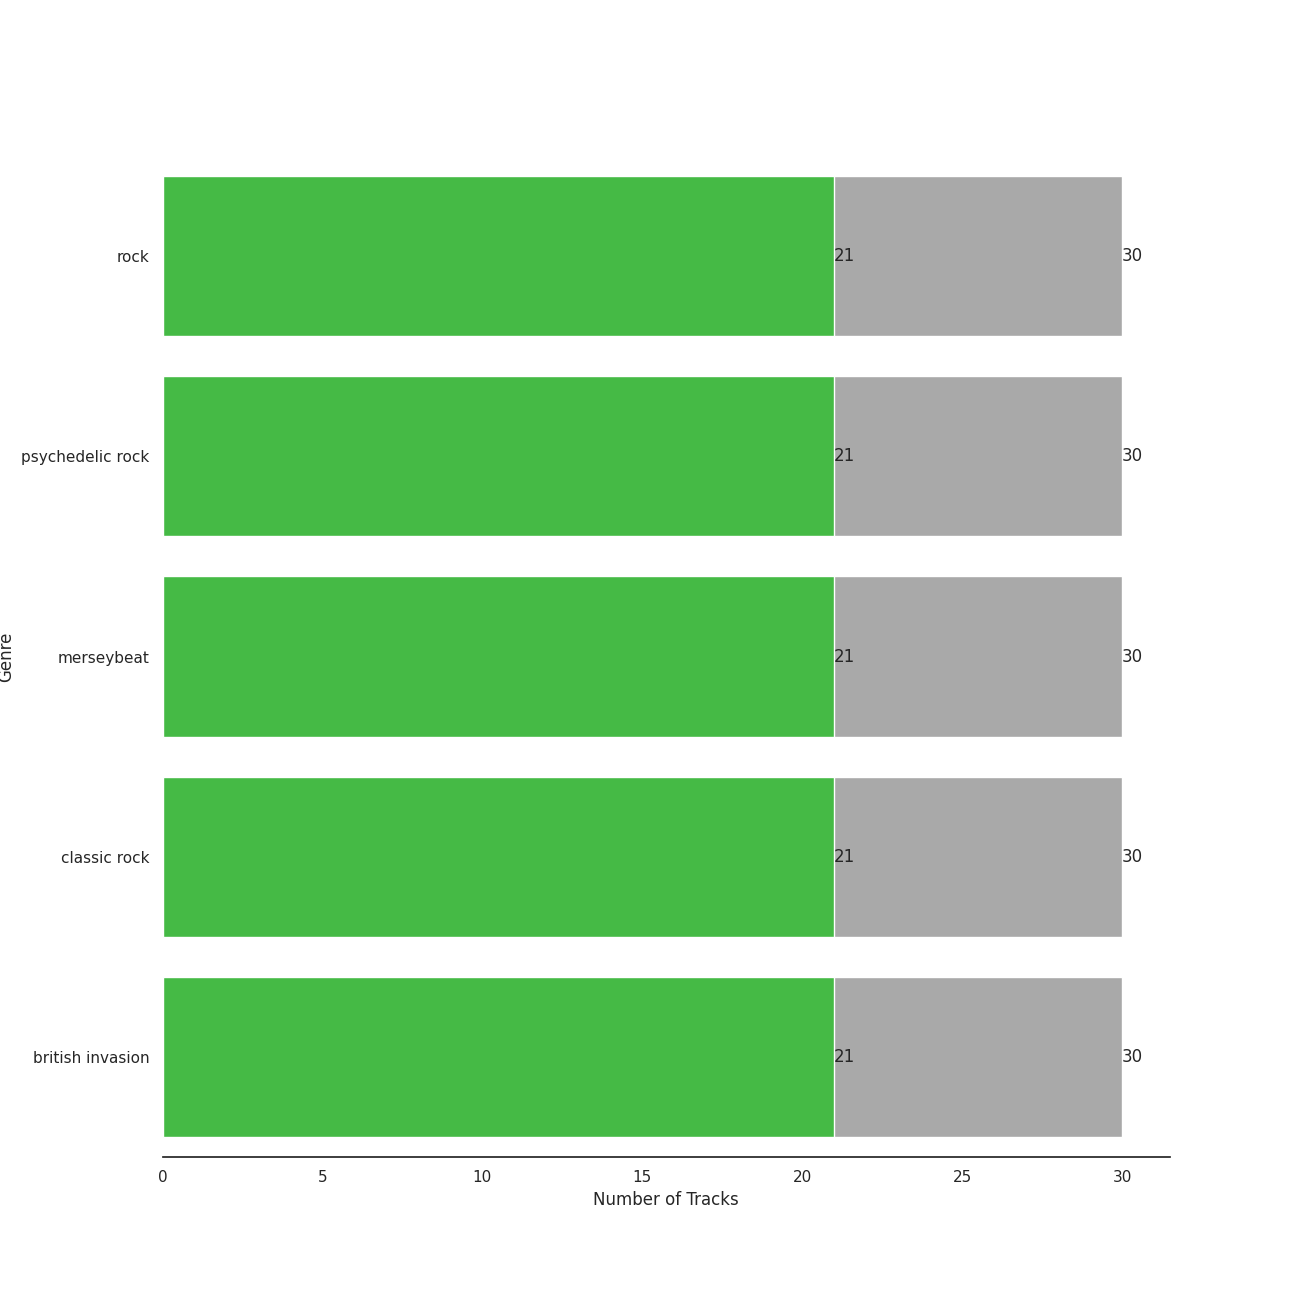 rock 21 30
psychedelic rock 21 30
merseybeat 21 30
Genre
classic rock 21 30
british invasion 21 30
0 5 10 15 20 25 30
Number of Tracks